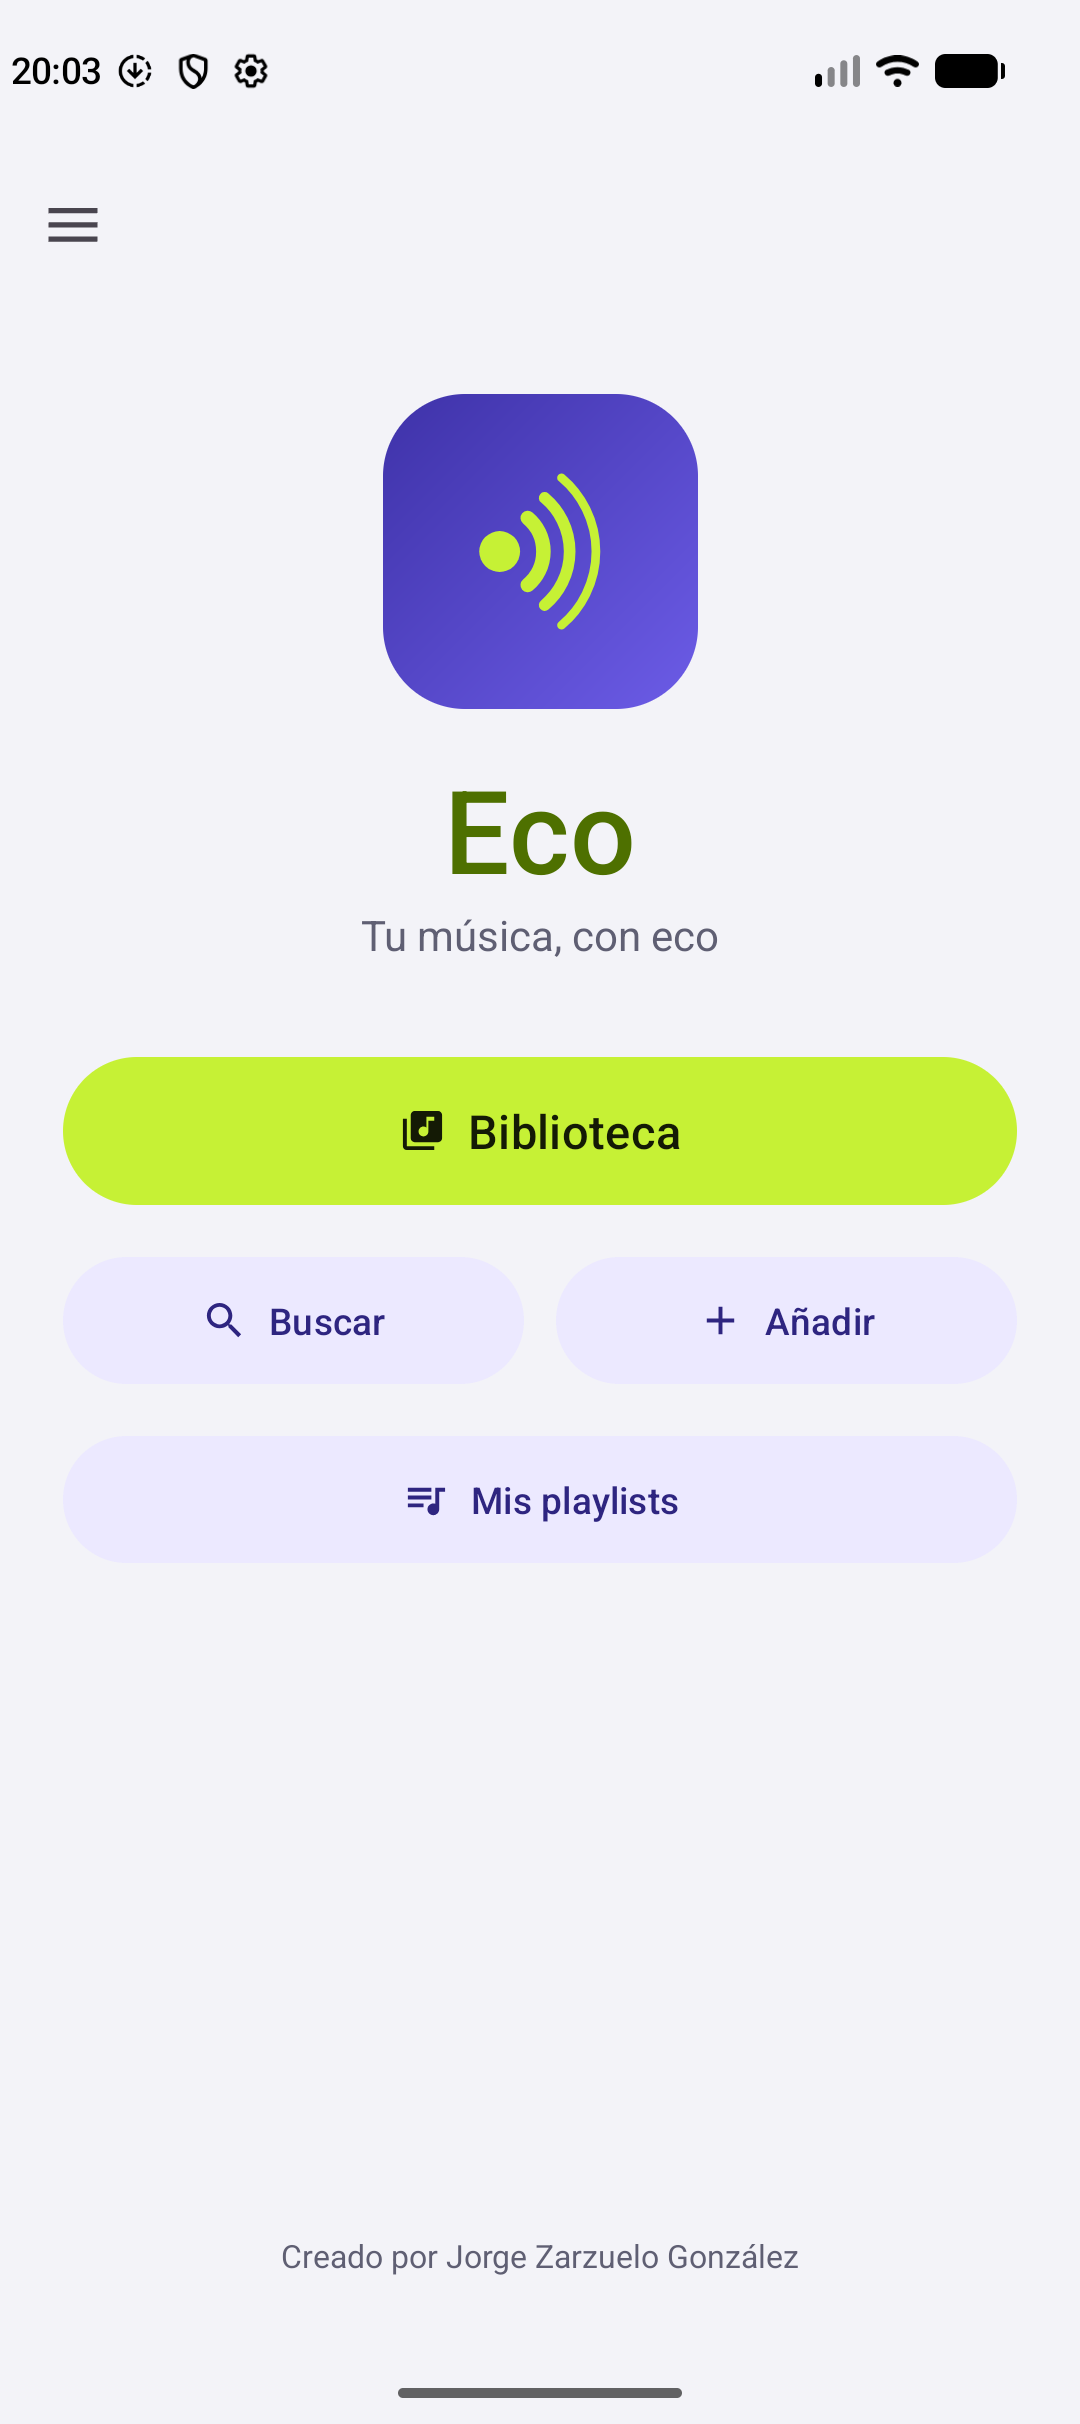 20:03
Eco
Tu música, con eco
Biblioteca
Buscar
Añadir
Mis playlists
Creado por Jorge Zarzuelo González